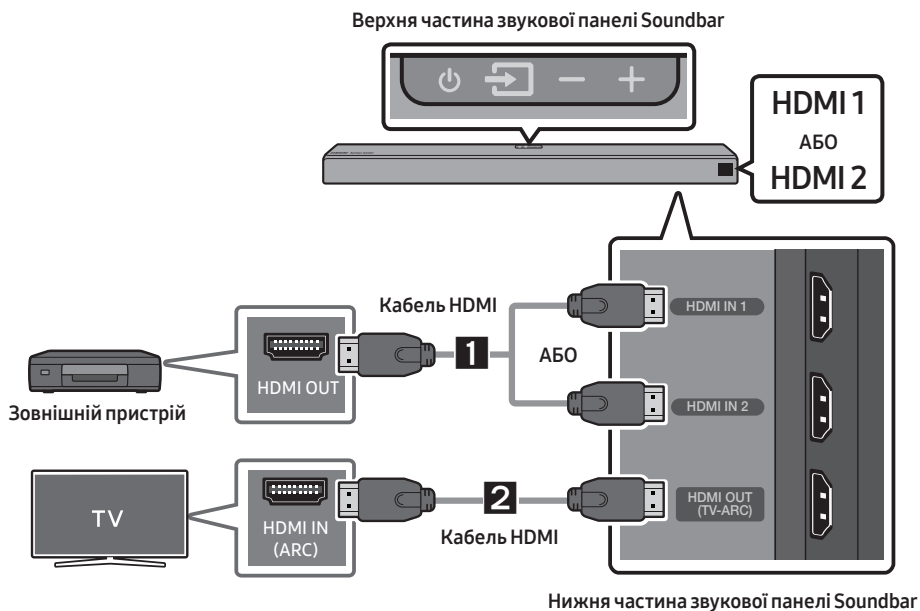 Верхня частина звукової панелі Soundbar
HDMI 1
АБО
HDMI 2
Кабель HDMI
HDMI IN 1
1
АБО
HDMI OUT
Зовнішній пристрій
HDMI IN 2
TV
HDMI IN
(ARC)
2
Кабель HDMI
HDMI OUT
(TV-ARC)
Нижня частина звукової панелі Soundbar